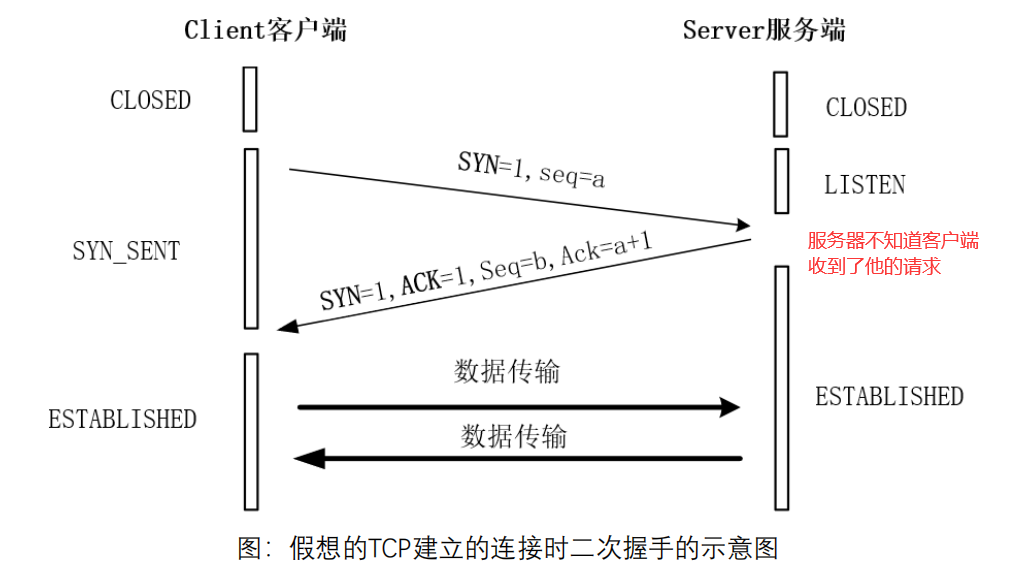 Client客户端
Server服务端
CLOSED
CLOSED
SYN=1,seq=a
LISTEN
SYN_SENT
服务器不知道客户端
收到了他的请求
SYN=1,ACK=1,Seq=b,Ack=a+1
数据传输
ESTABLISHED
ESTABLISHED
数据传输
图：假想的TCP建立的连接时二次握手的示意图